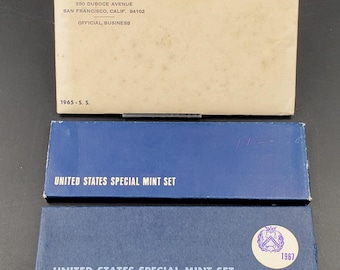 350 DUBOCE AVENUE
SAN FRANCISCO, CALIF. 94102
OFFICIAL BUSINESS
1965 - S. S.
UNITED STATES SPECIAL MINT SET
UNITED STATES SPECIAL MINT SET
1967